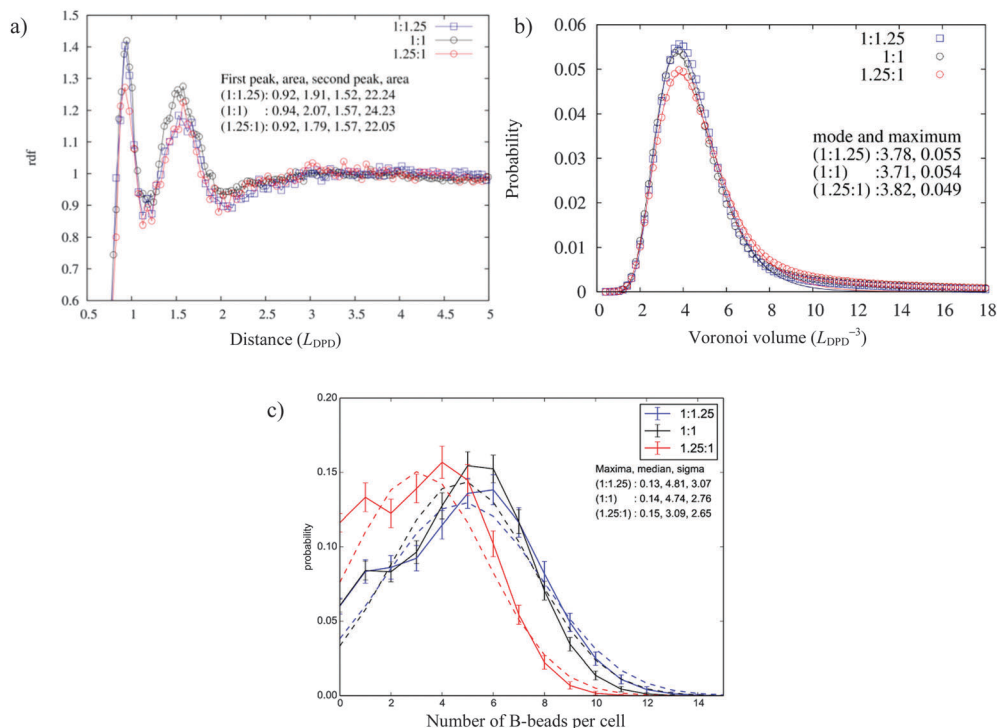 a)
1.5
1.4
1.3
1.2
1.1
1
0.9
0.8
0.7
0.6
rdf
1:1.25
1:1
1.25:1
First peak, area, second peak, area
(1:1.25): 0.92, 1.91, 1.52, 22.24
(1:1) : 0.94, 2.07, 1.57, 24.23
(1.25:1): 0.92, 1.79, 1.57, 22.05
0.5 1 1.5 2 2.5 3 3.5 4 4.5 5
Distance (L_DPD)
b)
0.06
0.05
0.04
0.03
0.02
0.01
0
Probability
1:1.25
1:1
1.25:1
mode and maximum
(1:1.25) :3.78, 0.055
(1:1) :3.71, 0.054
(1.25:1) :3.82, 0.049
0 2 4 6 8 10 12 14 16 18
Voronoi volume (L_DPD⁻³)
c)
0.20
0.15
0.10
0.05
0.00
probability
1:1.25
1:1
1.25:1
Maxima, median, sigma
(1:1.25) : 0.13, 4.81, 3.07
(1:1) : 0.14, 4.74, 2.76
(1.25:1) : 0.15, 3.09, 2.65
0 2 4 6 8 10 12 14
Number of B-beads per cell